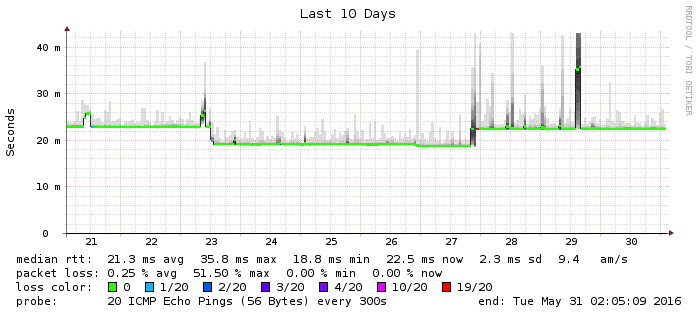 Last 10 Days
RRDTOOL / TOBI OETIKER
Seconds
40 m
30 m
20 m
10 m
0
21 22 23 24 25 26 27 28 29 30
median rtt: 21.3 ms avg 35.8 ms max 18.8 ms min 22.5 ms now 2.3 ms sd 9.4 am/s
packet loss: 0.25 % avg 51.50 % max 0.00 % min 0.00 % now
loss color: 0 1/20 2/20 3/20 4/20 10/20 19/20
probe: 20 ICMP Echo Pings (56 Bytes) every 300s end: Tue May 31 02:05:09 2016